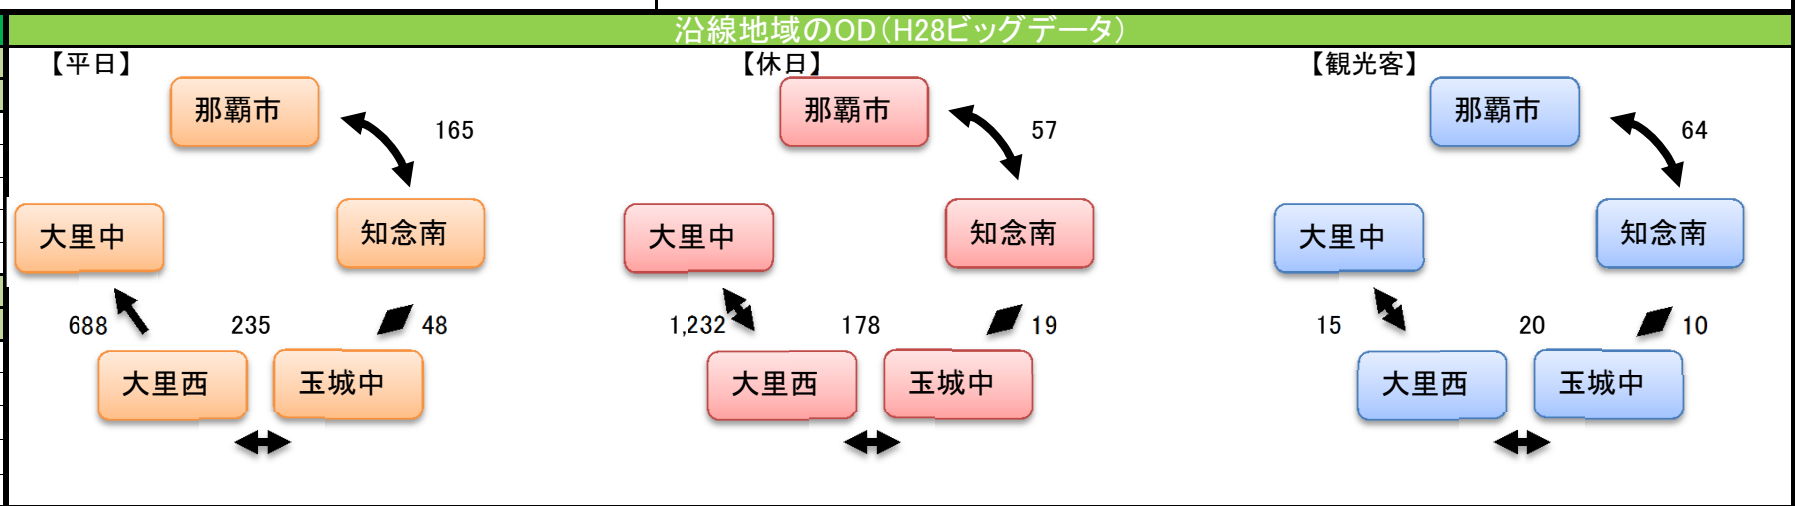 沿線地域のOD(H28ビッグデータ)
【平日】
那覇市
165
大里中
知念南
688
235
48
大里西
玉城中
【休日】
那覇市
57
大里中
知念南
1,232
178
19
大里西
玉城中
【観光客】
那覇市
64
大里中
知念南
15
20
10
大里西
玉城中